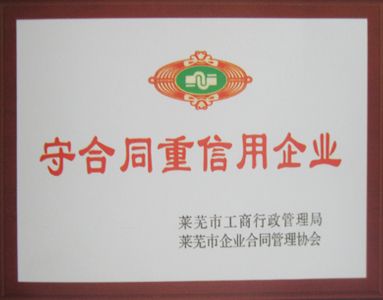 守合同重信用企业
莱芜市工商行政管理局
莱芜市企业合同管理协会